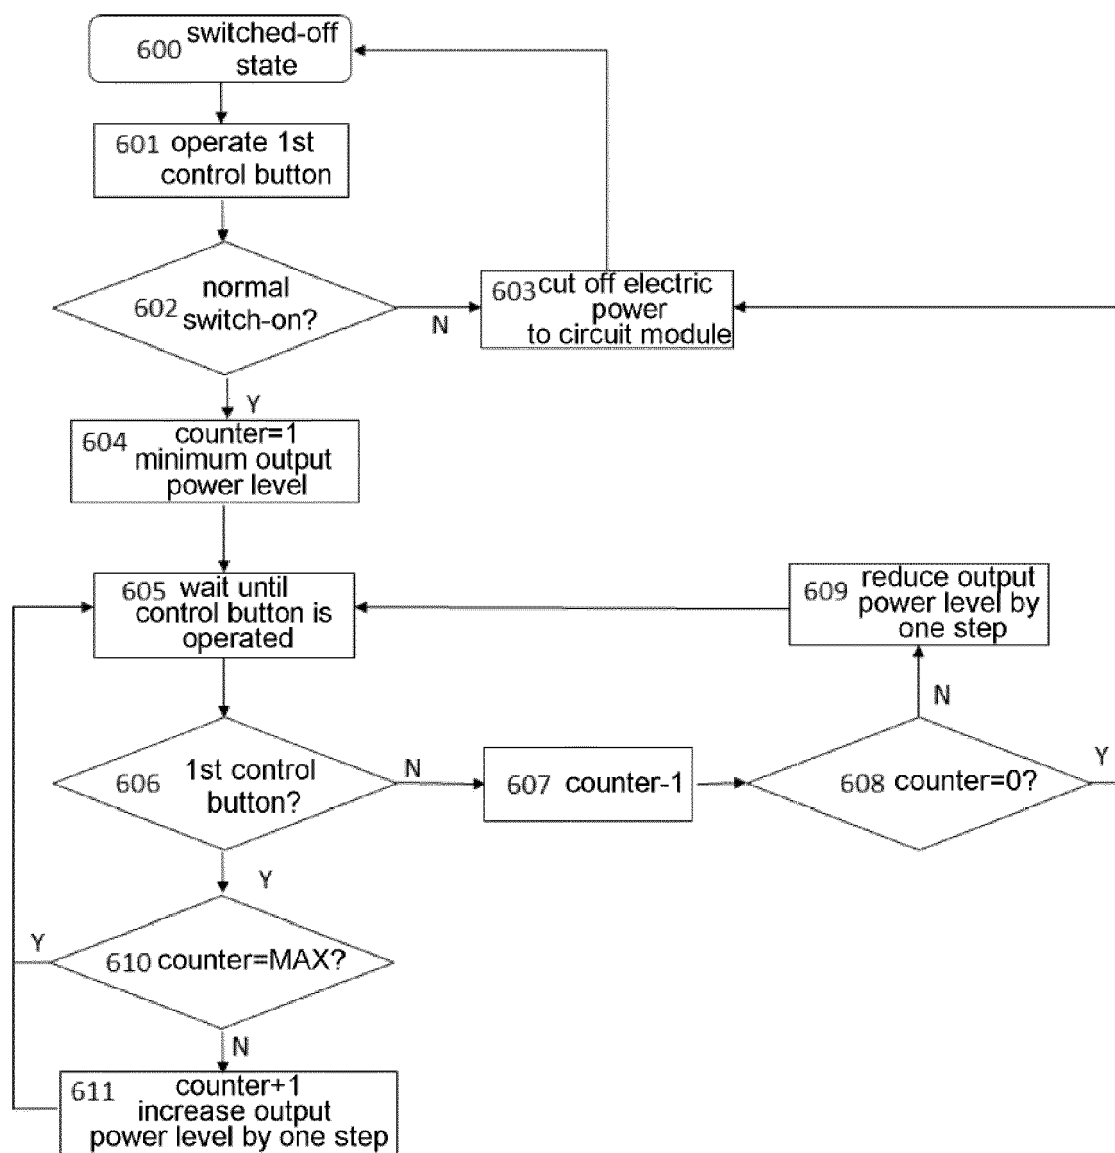 600 switched-off
state
601 operate 1st
control button
normal
602 switch-on?
N
603 cut off electric
power
to circuit module
Y
604 counter=1
minimum output
power level
605 wait until
control button is
operated
609 reduce output
power level by
one step
N
606 1st control
button?
N
607 counter-1
608 counter=0?
Y
Y
610 counter=MAX?
Y
N
611 counter+1
increase output
power level by one step